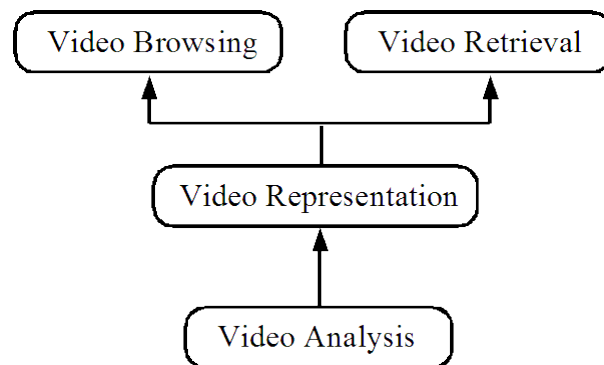 Video Browsing
Video Retrieval
Video Representation
Video Analysis